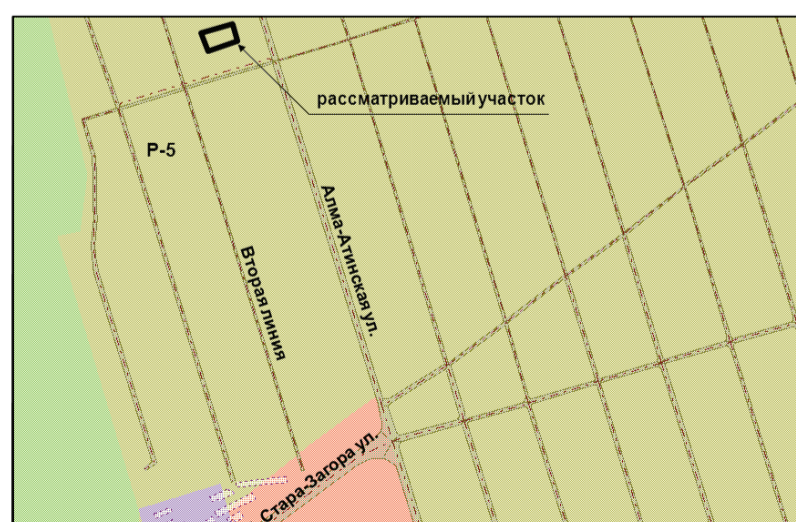 рассматриваемый участок
Р-5
Алма-Атинская ул.
Вторая линия
Стара-Загора ул.